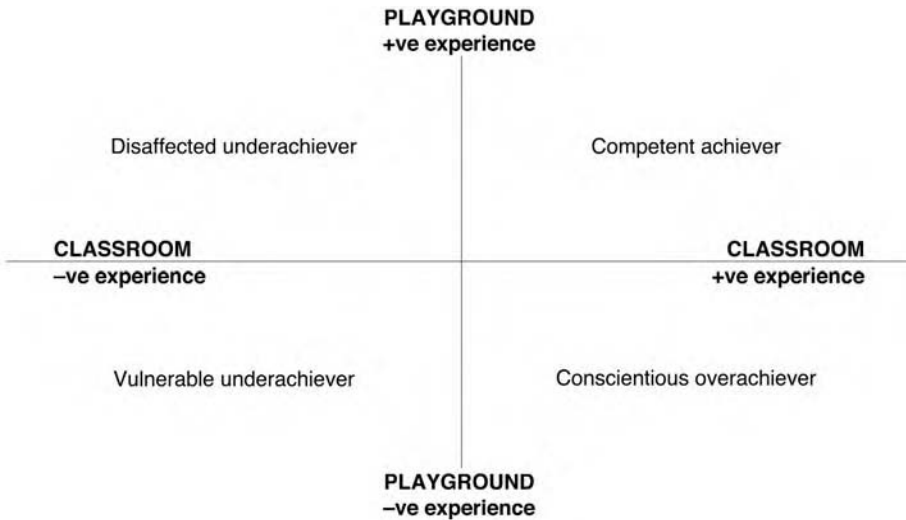 PLAYGROUND
+ve experience
Disaffected underachiever
Competent achiever
CLASSROOM
–ve experience
CLASSROOM
+ve experience
Vulnerable underachiever
Conscientious overachiever
PLAYGROUND
–ve experience